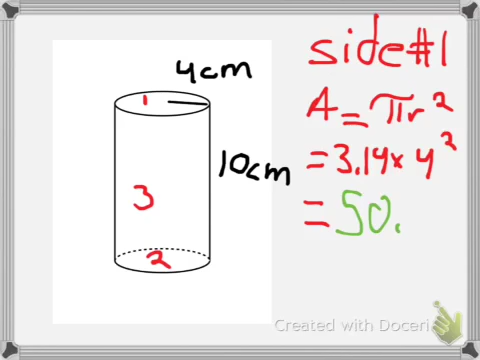 4cm
1
10cm
3
2
side#1
A = πr²
= 3.14 × 4²
= 50.
Created with Doceri